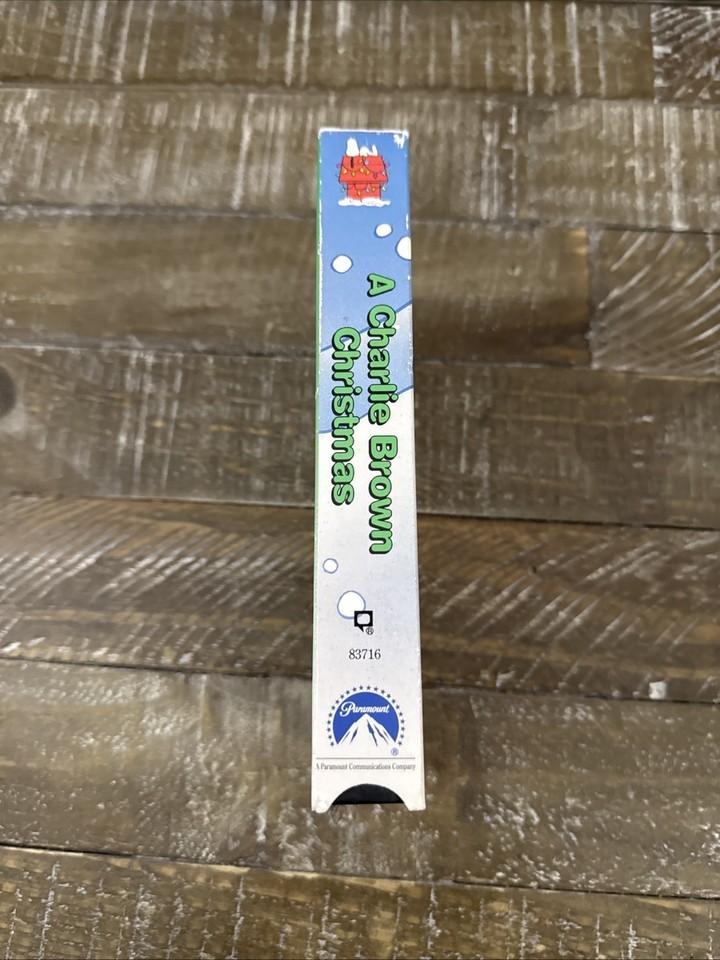 A Charlie Brown
Christmas
®
83716
Paramount
®
A Paramount Communications Company